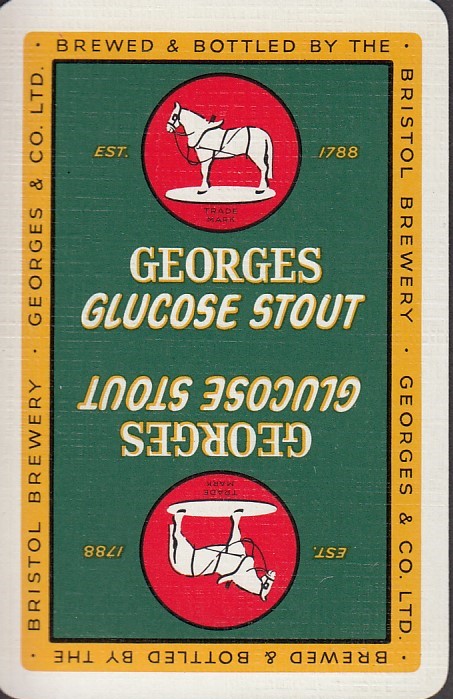 · BREWED & BOTTLED BY THE ·
BRISTOL BREWERY · GEORGES & CO. LTD. ·
EST. 1788
TRADE
MARK
GEORGES
GLUCOSE STOUT
GLUCOSE STOUT
GEORGES
TRADE
MARK
EST. 1788
BREWED & BOTTLED BY THE ·
BRISTOL BREWERY · GEORGES & CO. LTD.